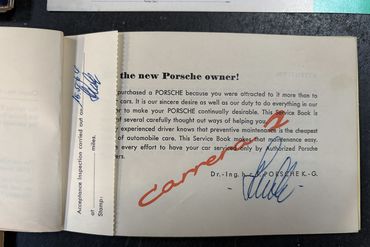 the new Porsche owner!
purchased a PORSCHE because you were attracted to it more than to
cars. It is our sincere desire as well as our duty to do everything in our
to make your PORSCHE continually desirable. This Service Book is
of several carefully thought out ways of helping you.
experienced driver knows that preventive maintenance is the cheapest
of automobile care. This Service Book makes that maintenance easy.
every effort to have your car serviced only by Authorized Porsche
Carrera 2
Dr.-Ing. h. PORSCHE K.-G.
Acceptance Inspection carried out on
at miles.
Stamp: